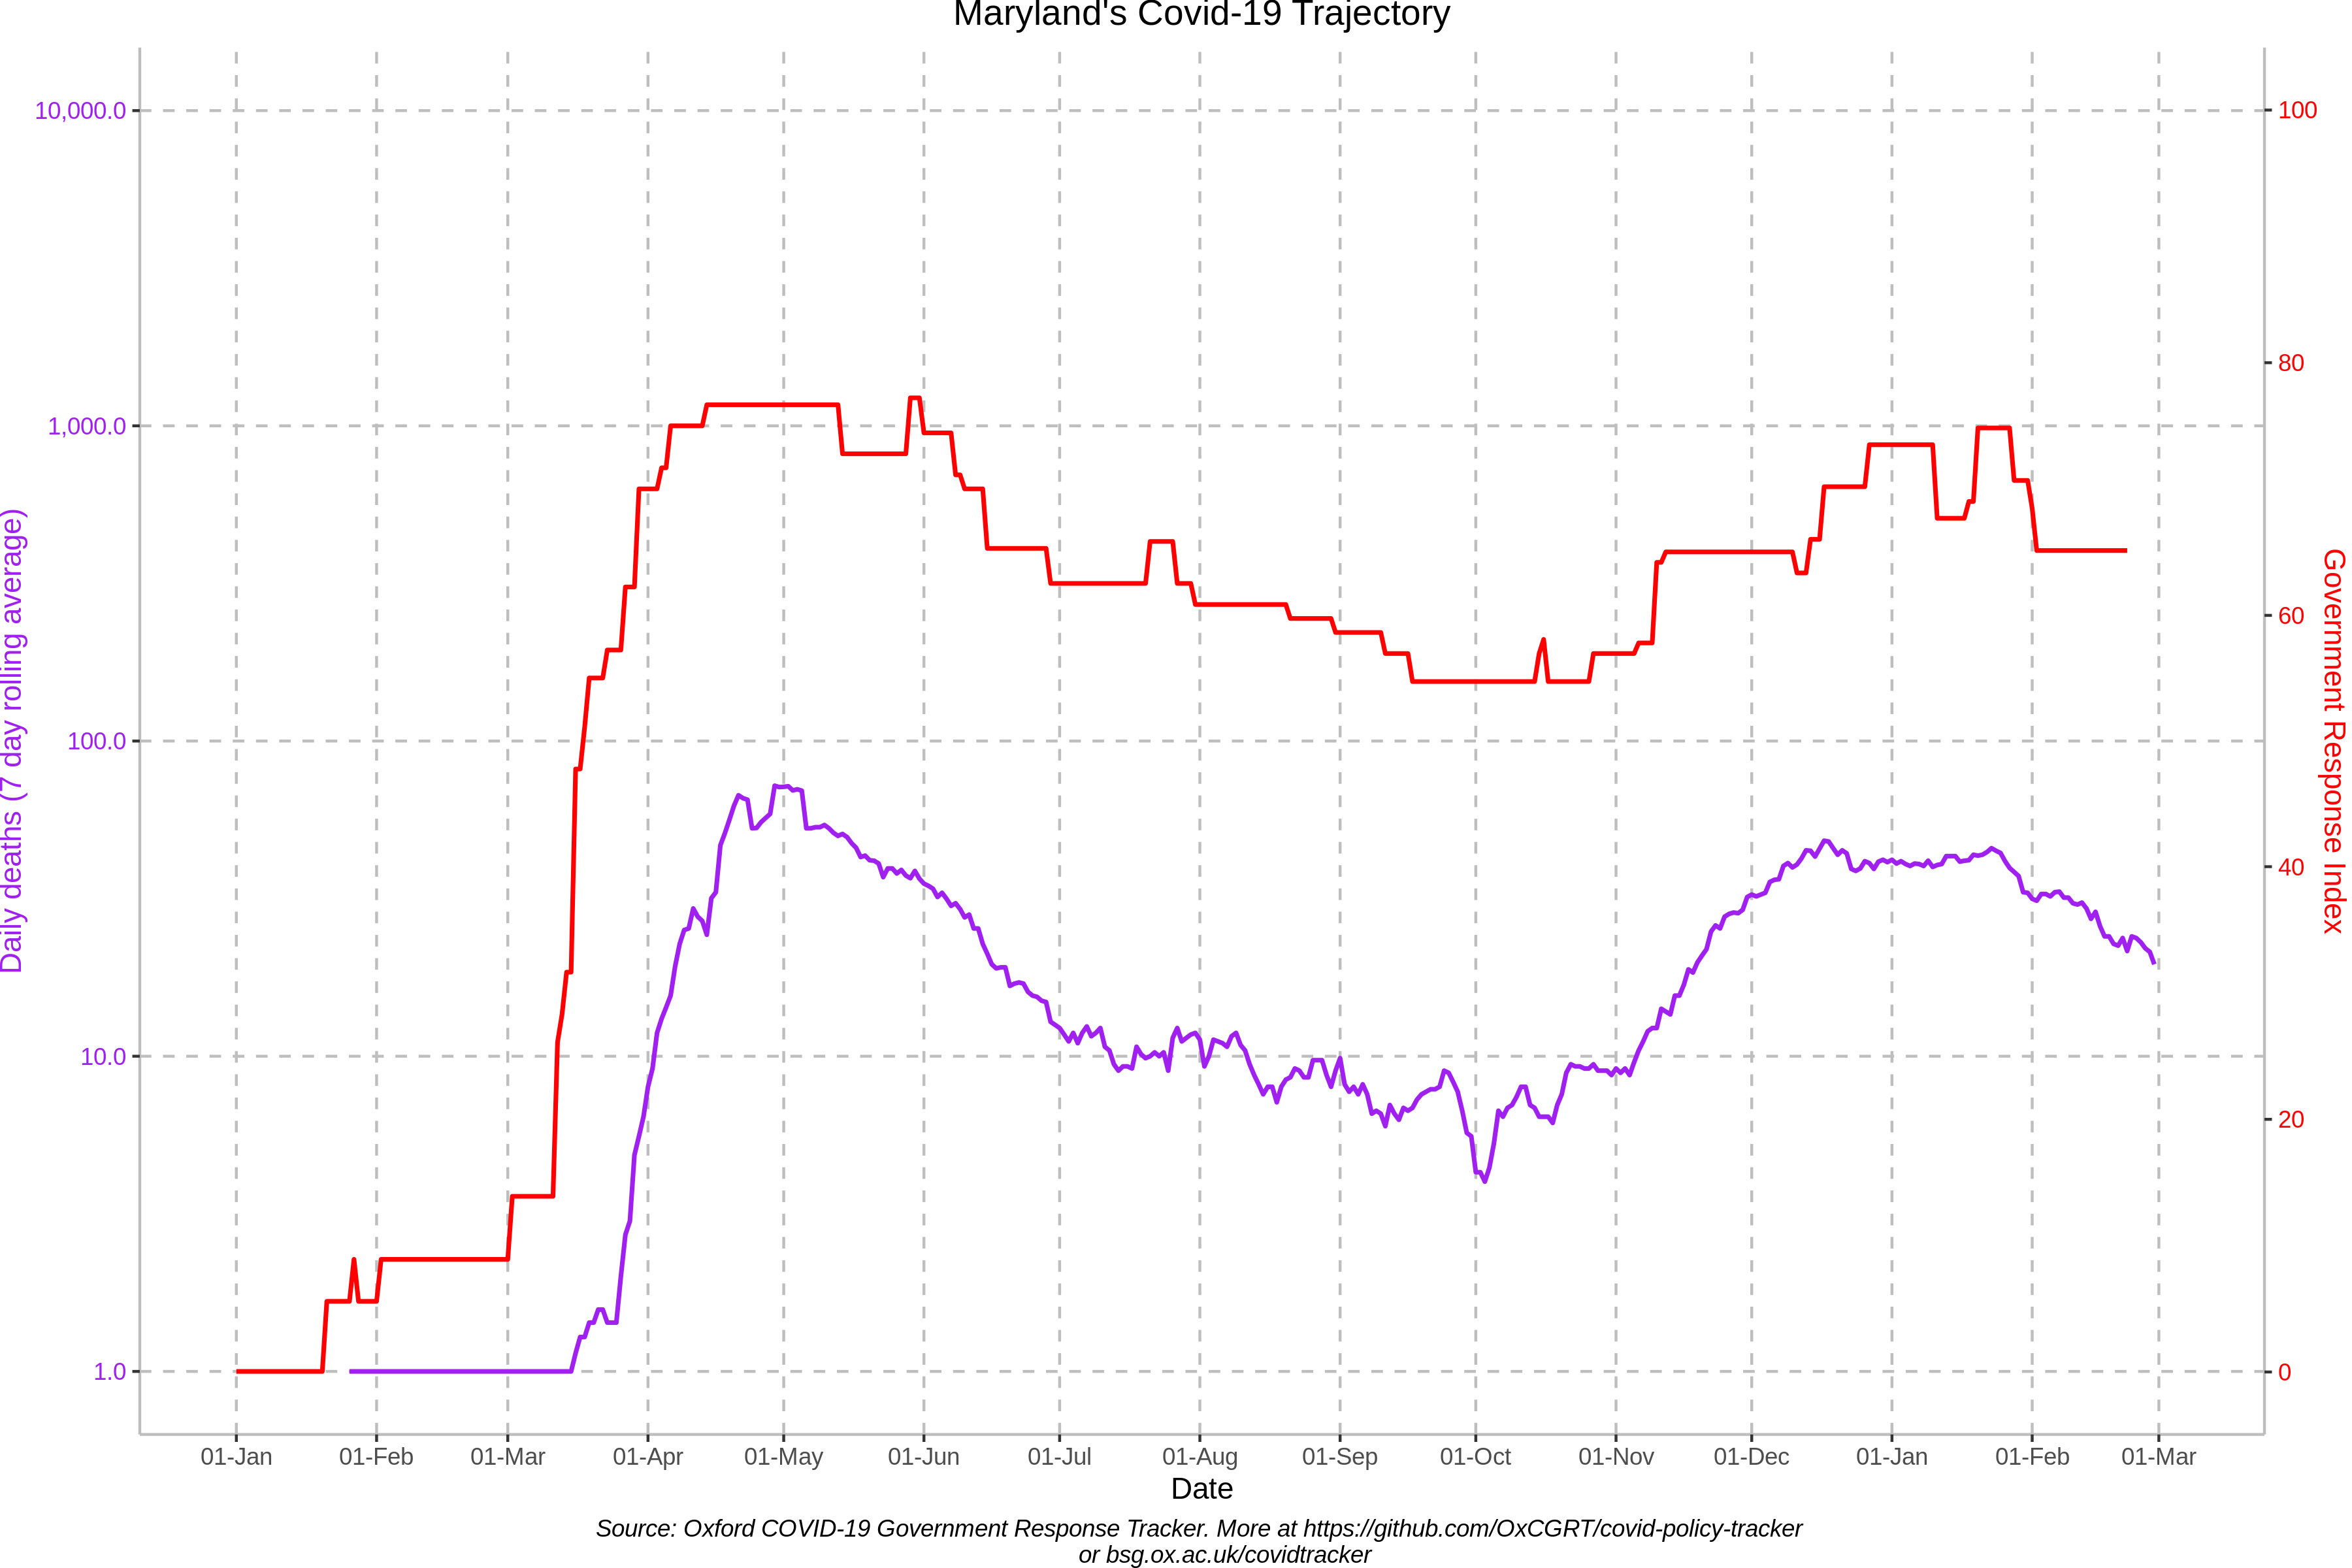 Maryland's Covid-19 Trajectory
10,000.0
1,000.0
100.0
10.0
1.0
Daily deaths (7 day rolling average)
100
80
60
40
20
0
Government Response Index
01-Jan 01-Feb 01-Mar 01-Apr 01-May 01-Jun 01-Jul 01-Aug 01-Sep 01-Oct 01-Nov 01-Dec 01-Jan 01-Feb 01-Mar
Date
Source: Oxford COVID-19 Government Response Tracker. More at https://github.com/OxCGRT/covid-policy-tracker
or bsg.ox.ac.uk/covidtracker